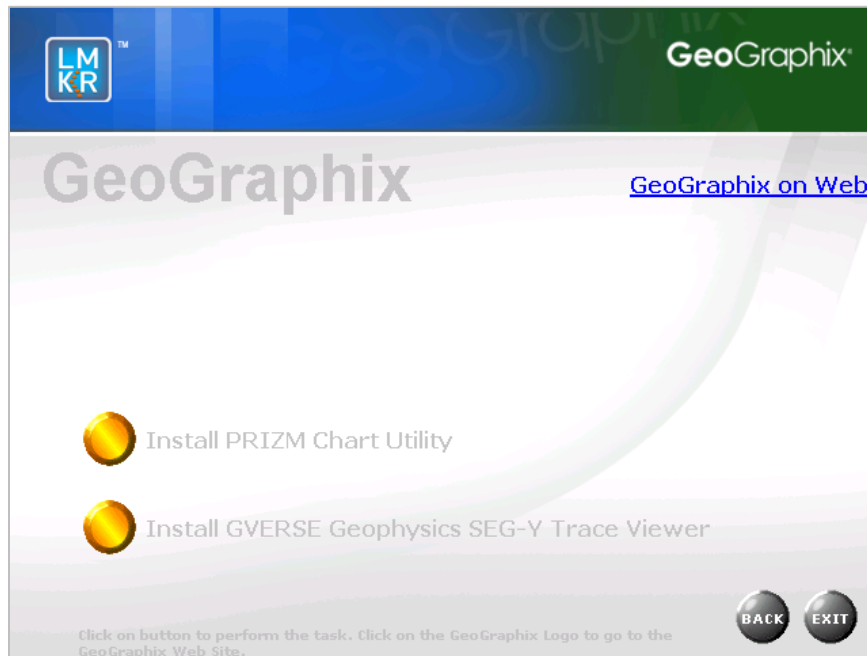 LM
KR
™
GeoGraphix
GeoGraphix®
GeoGraphix
GeoGraphix on Web
Install PRIZM Chart Utility
Install GVERSE Geophysics SEG-Y Trace Viewer
BACK
EXIT
Click on button to perform the task. Click on the GeoGraphix Logo to go to the
GeoGraphix Web Site.